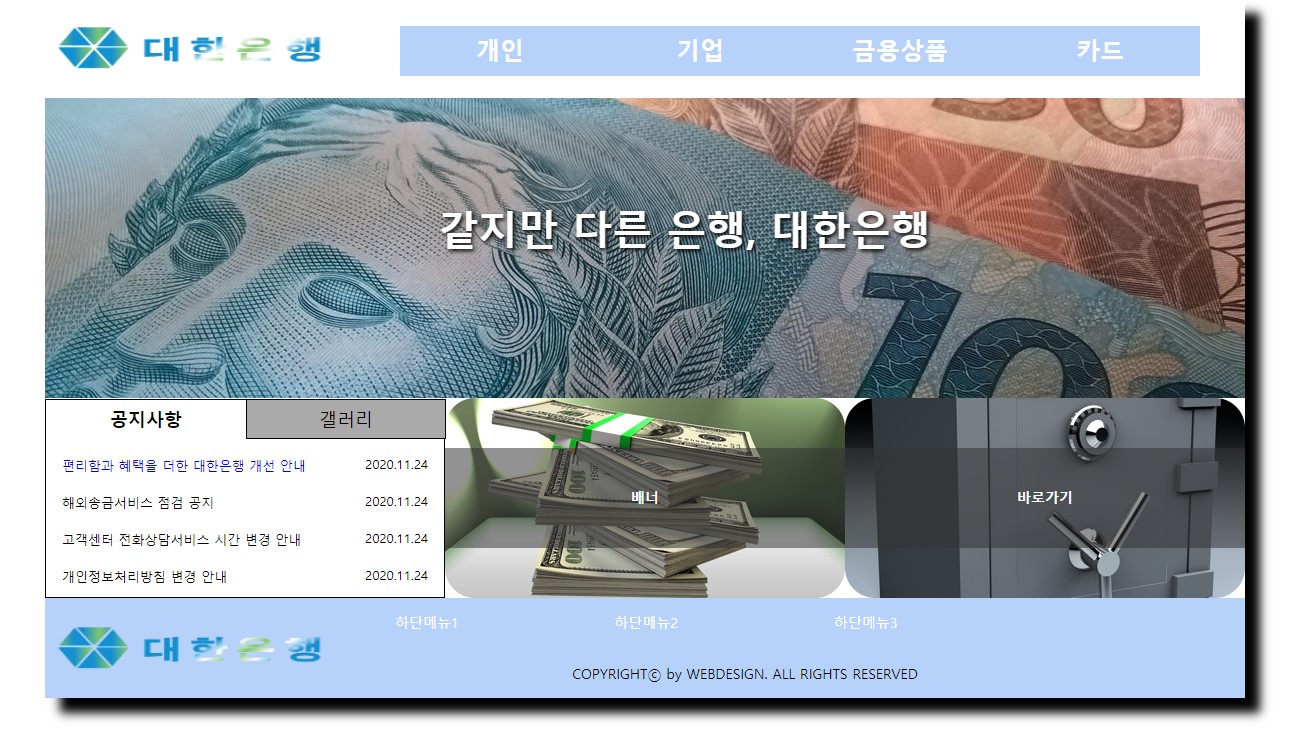 대한은행
개인 기업 금융상품 카드
같지만 다른 은행, 대한은행
공지사항 갤러리
편리함과 혜택을 더한 대한은행 개선 안내 2020.11.24
해외송금서비스 점검 공지 2020.11.24
고객센터 전화상담서비스 시간 변경 안내 2020.11.24
개인정보처리방침 변경 안내 2020.11.24
배너
바로가기
대한은행
하단메뉴1 하단메뉴2 하단메뉴3
COPYRIGHTⓒ by WEBDESIGN. ALL RIGHTS RESERVED